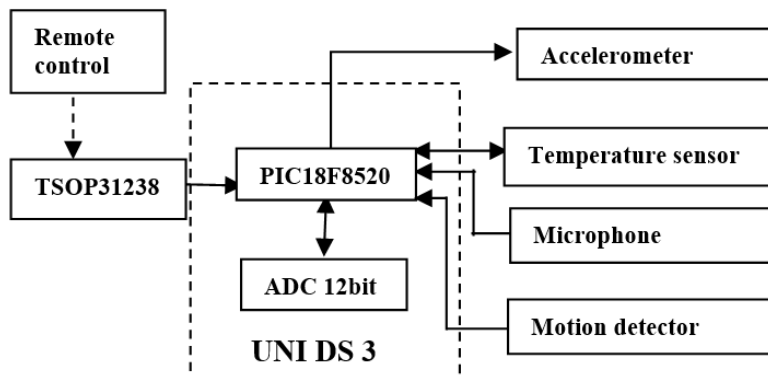 Remote
control
Accelerometer
TSOP31238
PIC18F8520
Temperature sensor
Microphone
ADC 12bit
Motion detector
UNI DS 3